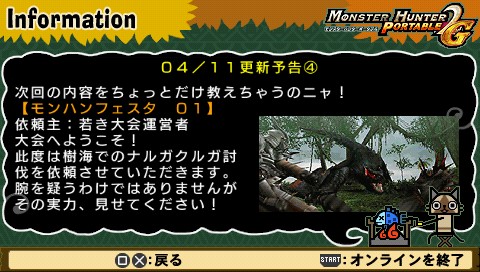 Information
MONSTER HUNTER
PORTABLE 2
G
04/11更新予告④
次回の内容をちょっとだけ教えちゃうのニャ！
【モンハンフェスタ　01】
依頼主：若き大会運営者
大会へようこそ！
此度は樹海でのナルガクルガ討
伐を依頼させていただきます。
腕を疑うわけではありませんが
その実力、見せてください！
:戻る
START:オンラインを終了